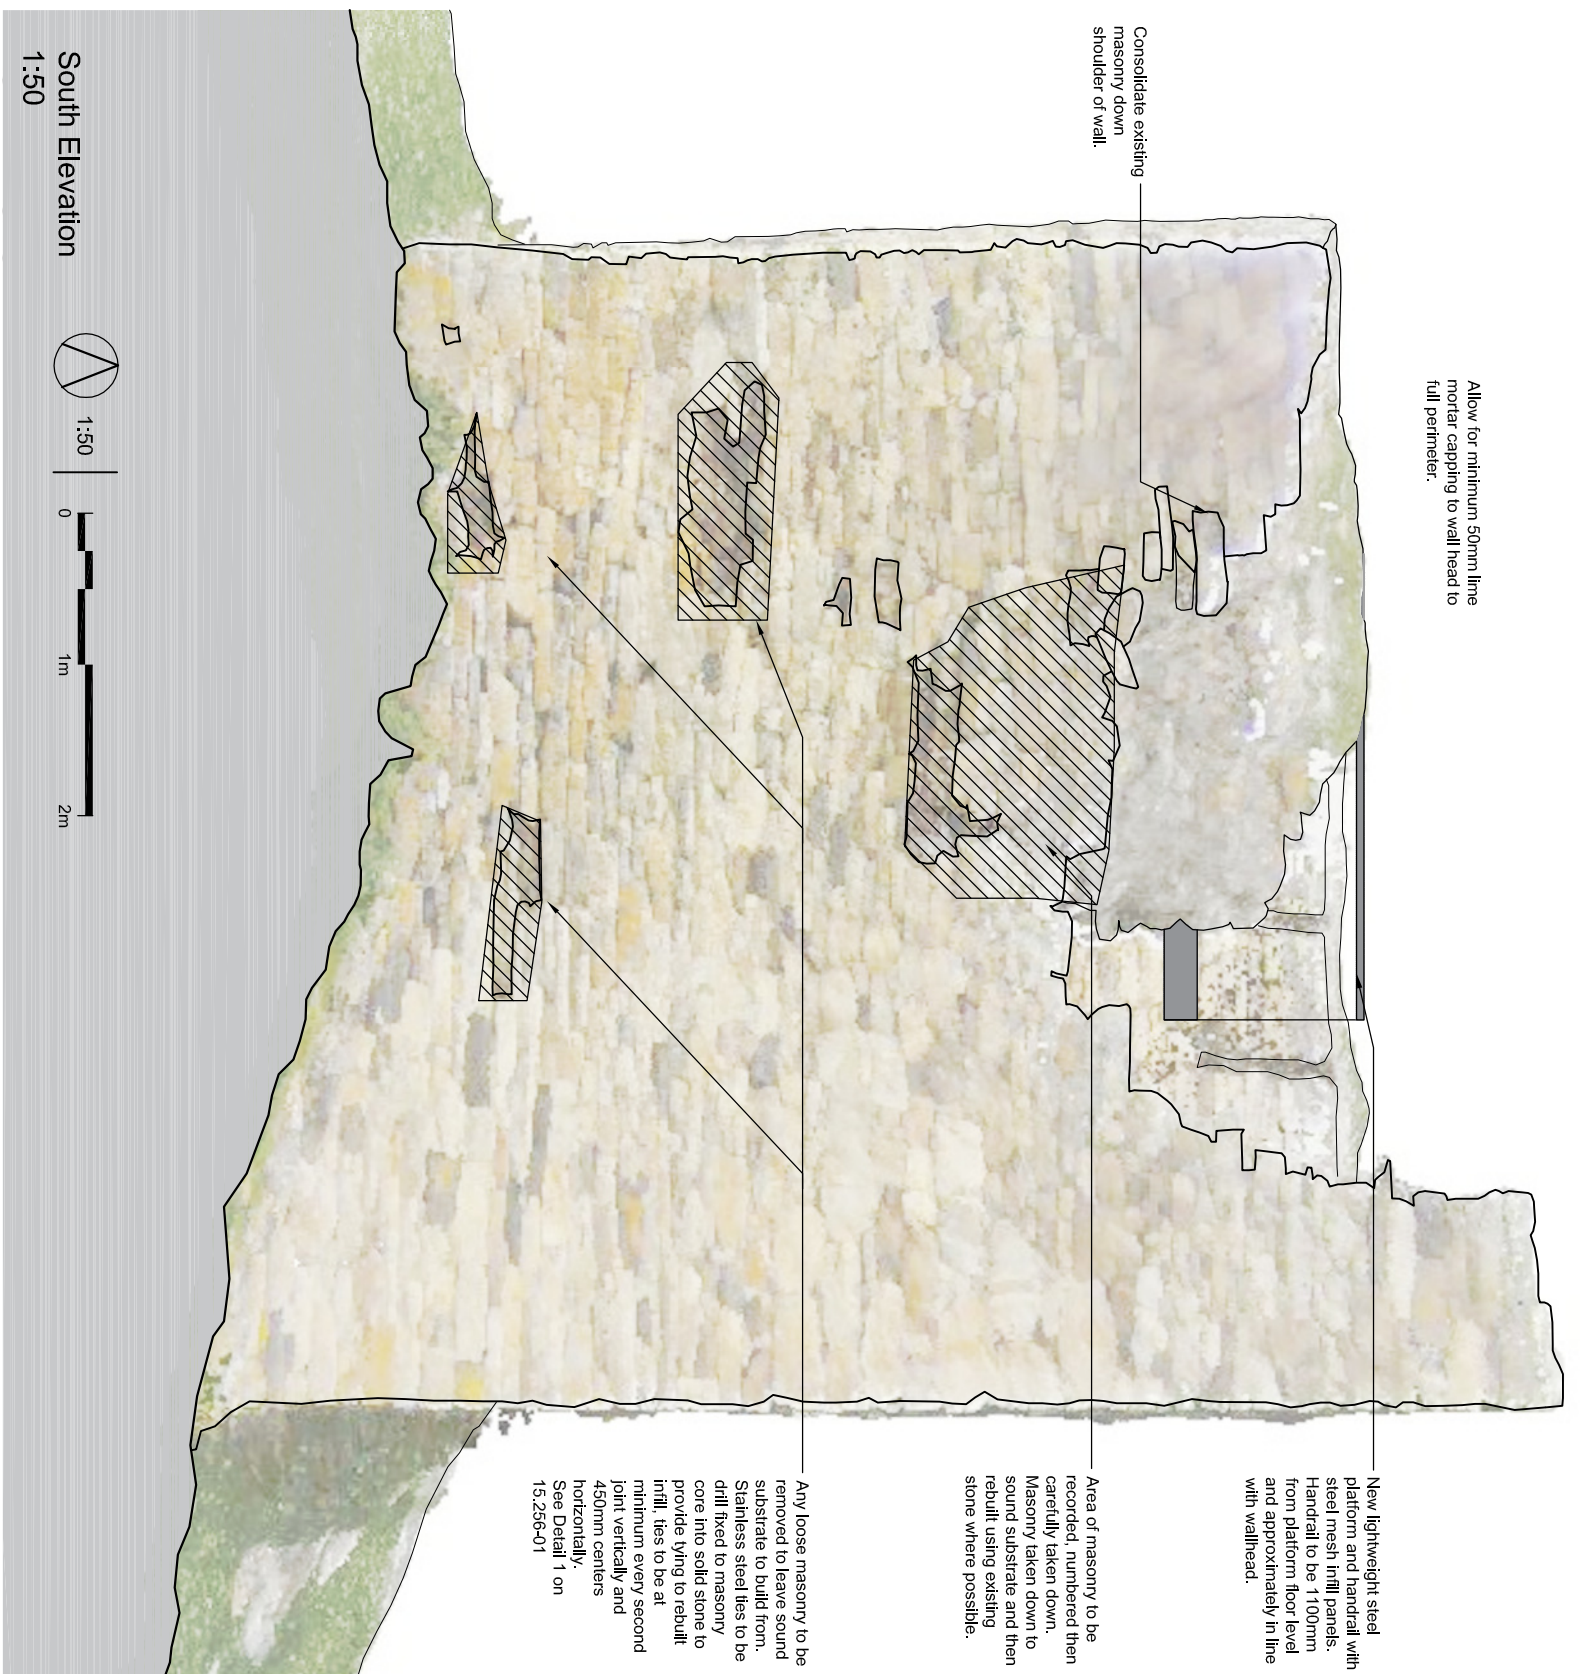 Allow for minimum 50mm lime
mortar capping to wall head to
full perimeter.
Consolidate existing
masonry down
shoulder of wall.
New lightweight steel
platform and handrail with
steel mesh infill panels.
Handrail to be 1100mm
from platform floor level
and approximately in line
with wallhead.
Area of masonry to be
recorded, numbered then
carefully taken down.
Masonry taken down to
sound substrate and then
rebuilt using existing
stone where possible.
Any loose masonry to be
removed to leave sound
substrate to build from.
Stainless steel ties to be
drill fixed to masonry
core into solid stone to
provide tying to rebuilt
infill, ties to be at
minimum every second
joint vertically and
450mm centers
horizontally.
See Detail 1 on
15.256-01
South Elevation
1:50
1:50
0 1m 2m